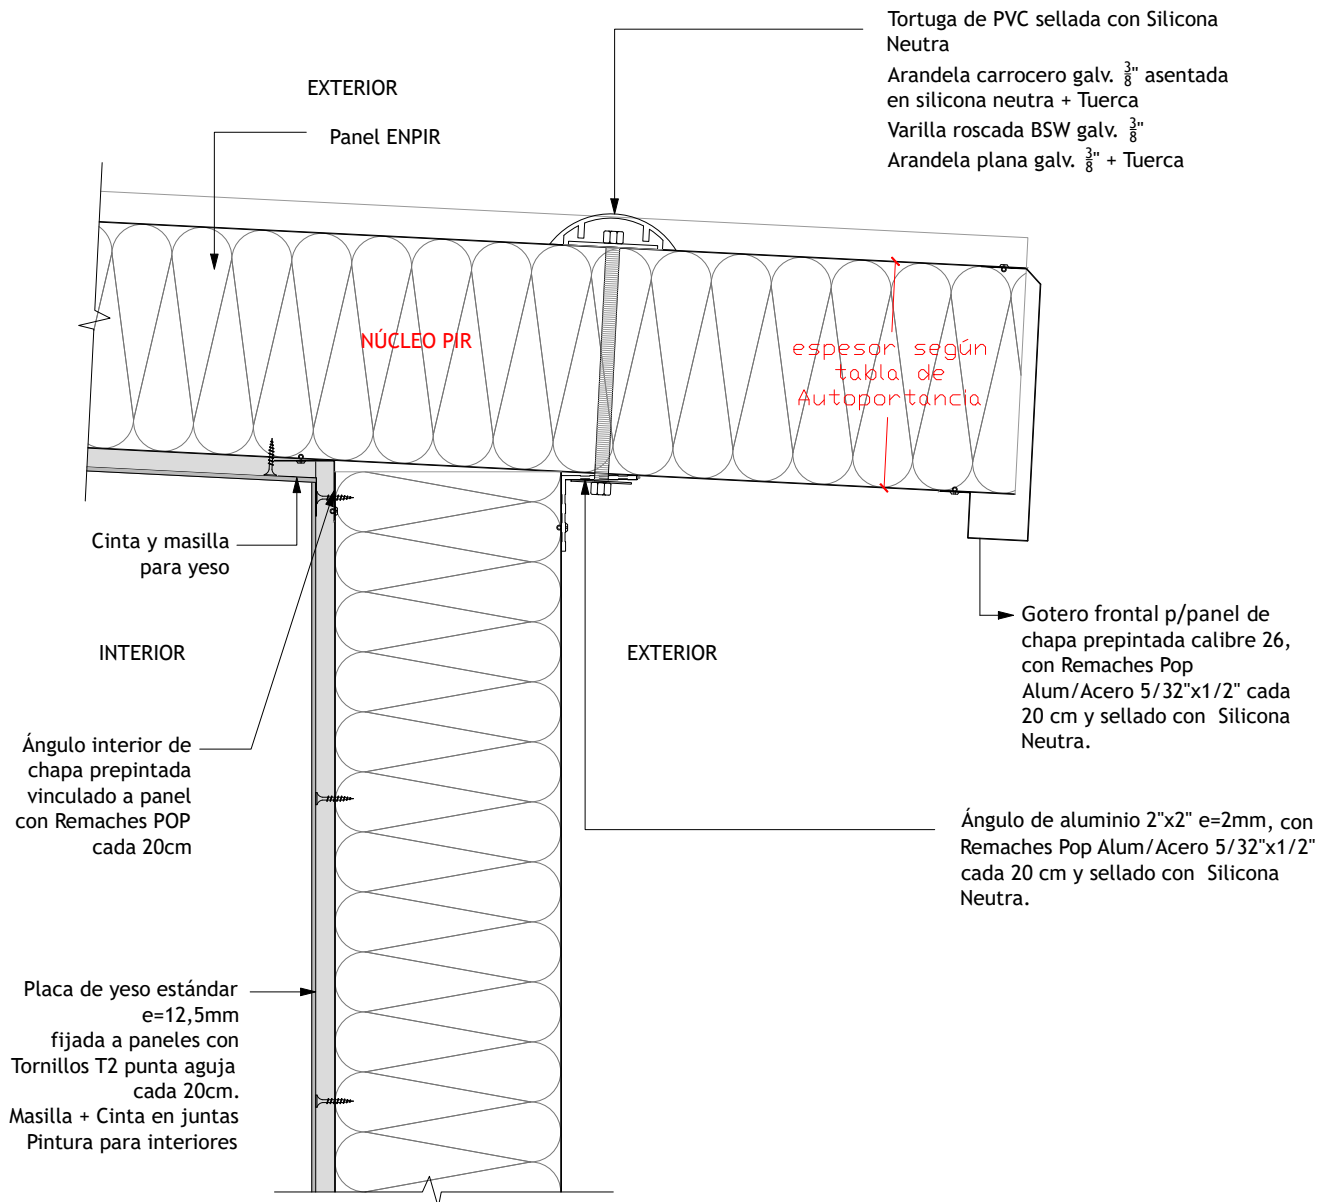 Tortuga de PVC sellada con Silicona
Neutra
Arandela carrocero galv. 3/8" asentada
en silicona neutra + Tuerca
Varilla roscada BSW galv. 3/8"
Arandela plana galv. 3/8" + Tuerca
EXTERIOR
Panel ENPIR
NÚCLEO PIR
espesor según
tabla de
Autoportancia
Cinta y masilla
para yeso
INTERIOR
EXTERIOR
Gotero frontal p/panel de
chapa prepintada calibre 26,
con Remaches Pop
Alum/Acero 5/32"x1/2" cada
20 cm y sellado con Silicona
Neutra.
Ángulo interior de
chapa prepintada
vinculado a panel
con Remaches POP
cada 20cm
Ángulo de aluminio 2"x2" e=2mm, con
Remaches Pop Alum/Acero 5/32"x1/2"
cada 20 cm y sellado con Silicona
Neutra.
Placa de yeso estándar
e=12,5mm
fijada a paneles con
Tornillos T2 punta aguja
cada 20cm.
Masilla + Cinta en juntas
Pintura para interiores